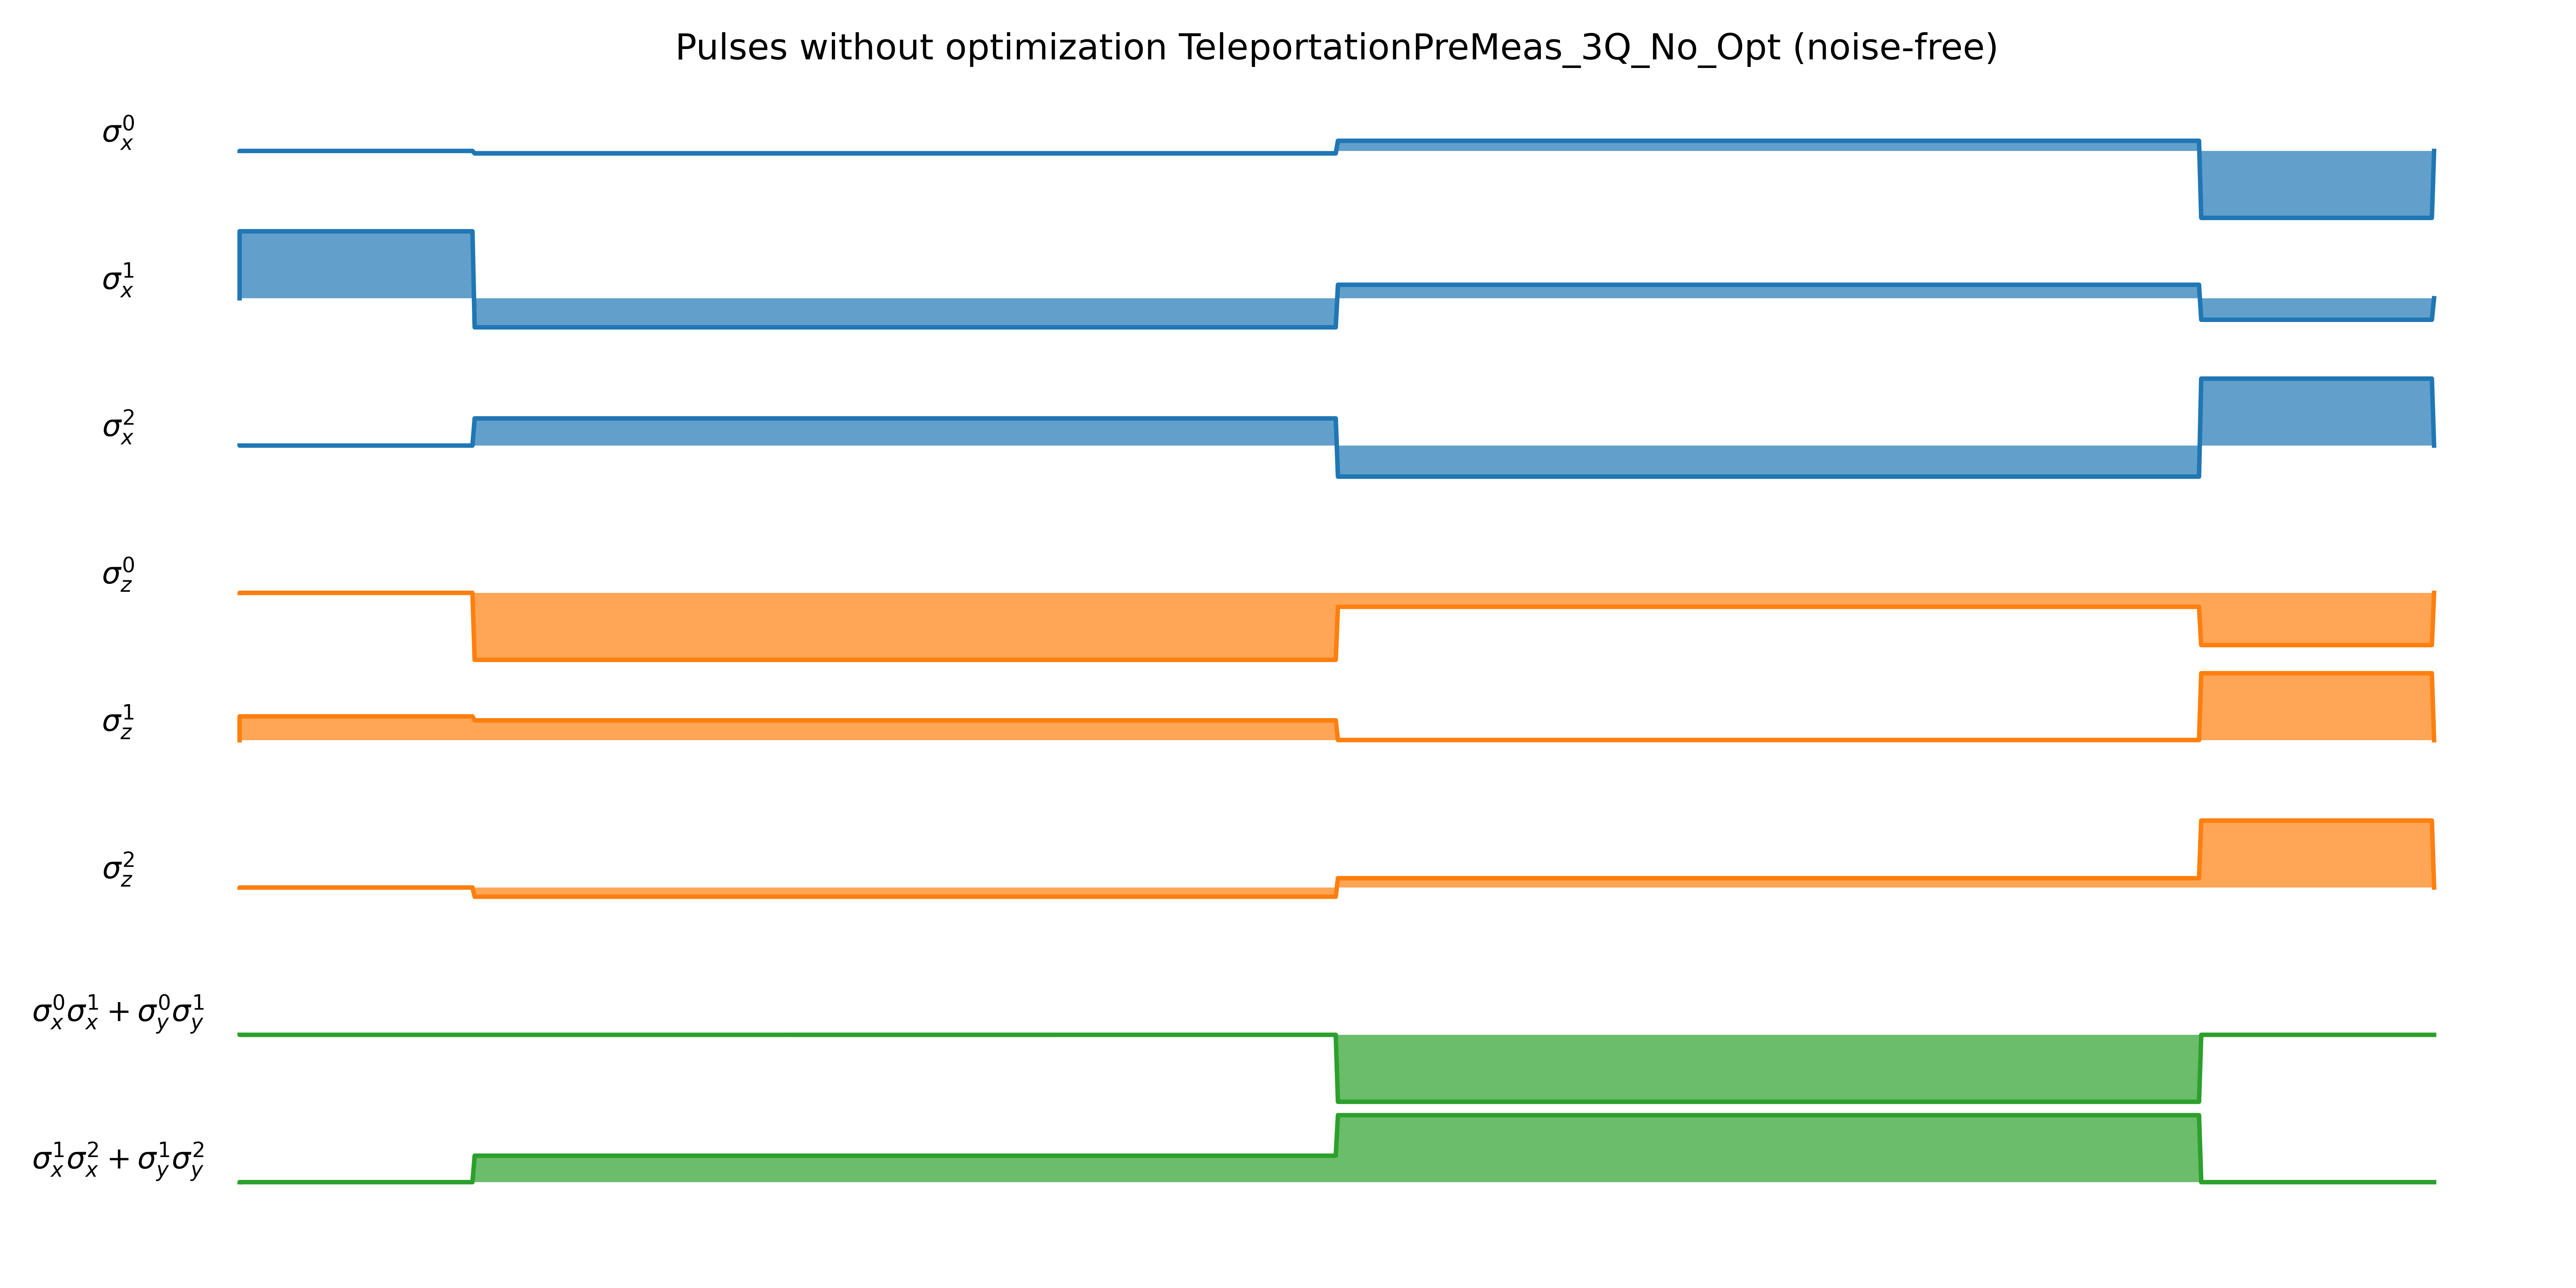 Pulses without optimization TeleportationPreMeas_3Q_No_Opt (noise-free)
σ_x^0
σ_x^1
σ_x^2
σ_z^0
σ_z^1
σ_z^2
σ_x^0σ_x^1 + σ_y^0σ_y^1
σ_x^1σ_x^2 + σ_y^1σ_y^2